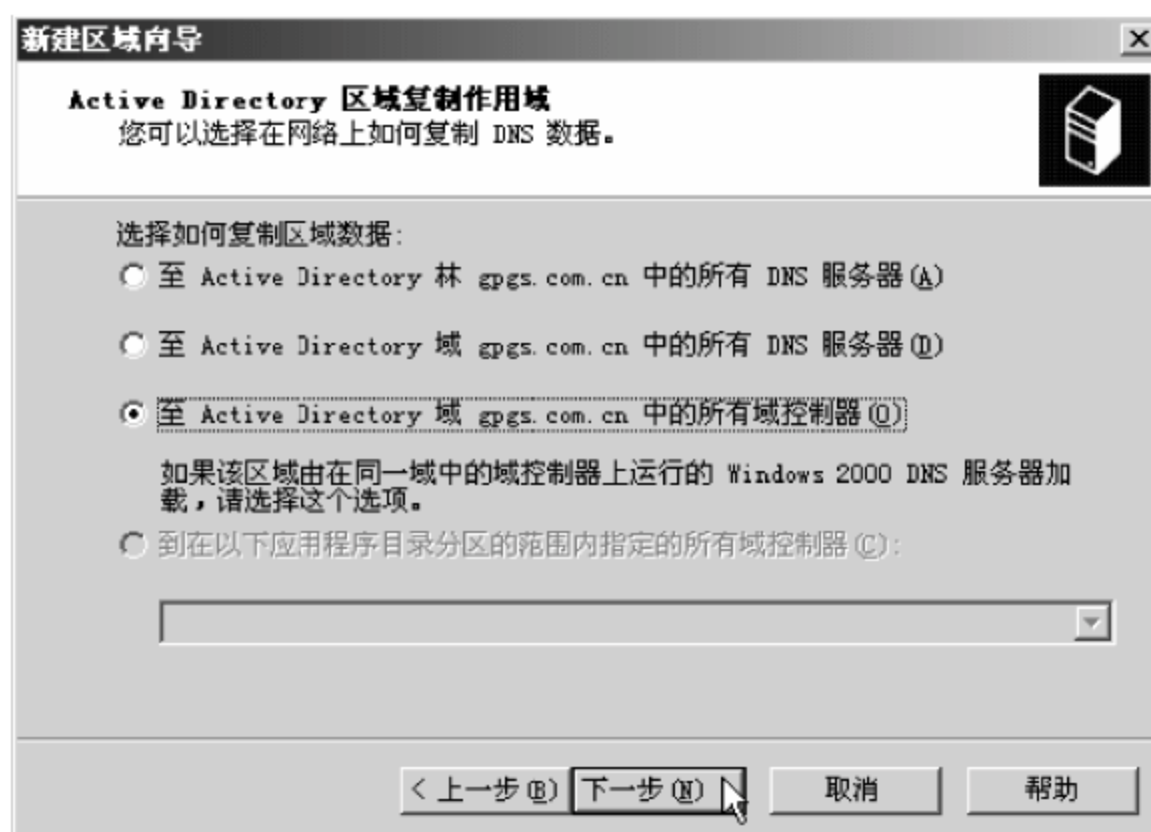 新建区域向导
Active Directory 区域复制作用域
您可以选择在网络上如何复制 DNS 数据。
选择如何复制区域数据:
至 Active Directory 林 gpgs.com.cn 中的所有 DNS 服务器(A)
至 Active Directory 域 gpgs.com.cn 中的所有 DNS 服务器(D)
至 Active Directory 域 gpgs.com.cn 中的所有域控制器(O)
如果该区域由在同一域中的域控制器上运行的 Windows 2000 DNS 服务器加
载,请选择这个选项。
到在以下应用程序目录分区的范围内指定的所有域控制器(C):
< 上一步(B) 下一步(N) 取消 帮助